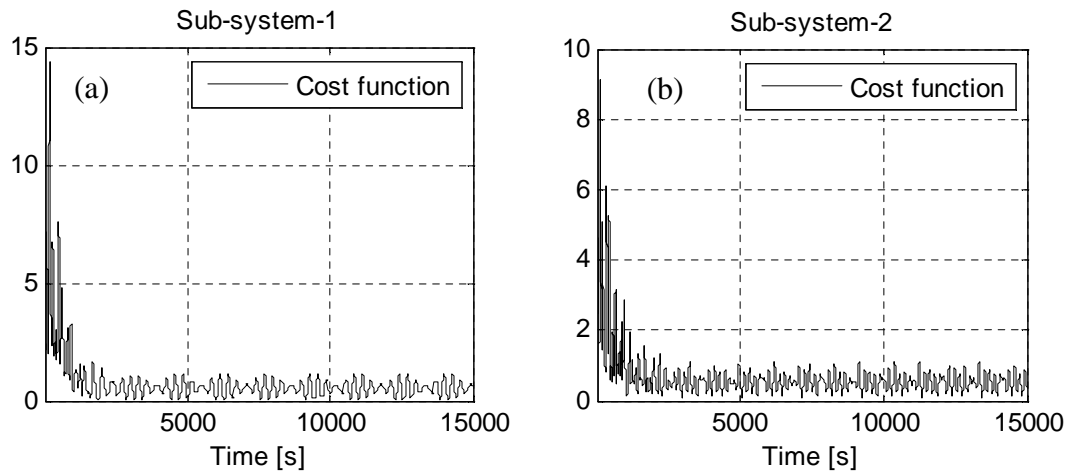 Sub-system-1
15
(a)
Cost function
10
5
0
5000
10000
15000
Time [s]
Sub-system-2
10
(b)
Cost function
8
6
4
2
0
5000
10000
15000
Time [s]